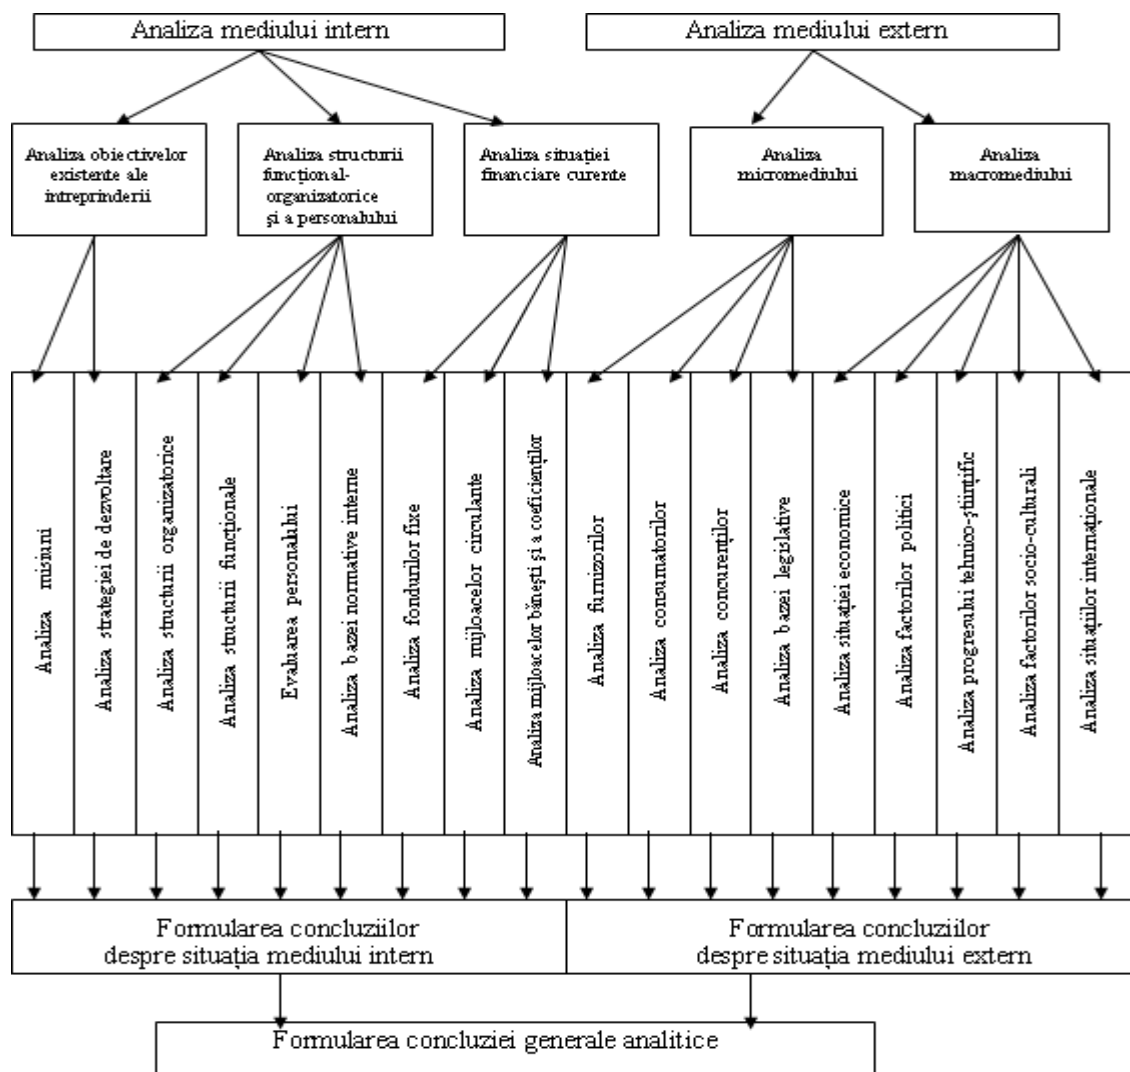 Analiza mediului intern
Analiza mediului extern
Analiza obiectivelor
existente ale
intreprinderii
Analiza structurii
funcțional-
organizatorice
și a personalului
Analiza situației
financiare curente
Analiza
micromediului
Analiza
macromediului
Analiza misiuni
Analiza strategiei de dezvoltare
Analiza structurii organizatorice
Analiza structurii funcționale
Evaluarea personalului
Analiza bazei normative interne
Analiza fondurilor fixe
Analiza mijloacelor circulante
Analiza mijloacelor bănești și a coeficienților
Analiza furnizorilor
Analiza consumatorilor
Analiza concurenților
Analiza bazei legislative
Analiza situației economice
Analiza factorilor politici
Analiza progresului tehnico-științific
Analiza factorilor socio-culturali
Analiza situațiilor internaționale
Formularea concluziilor
despre situația mediului intern
Formularea concluziilor
despre situația mediului extern
Formularea concluziei generale analitice